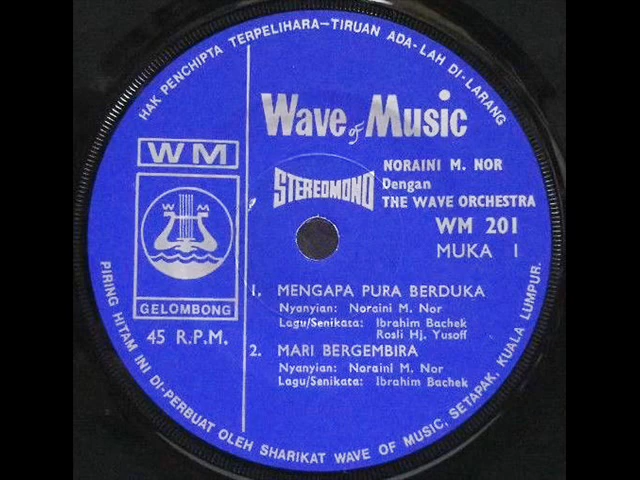 HAK PENCHIPTA TERPELIHARA—TIRUAN ADA-LAH DI-LARANG
Wave of Music
WM
STEREOMONO
NORAINI M. NOR
Dengan
THE WAVE ORCHESTRA
WM 201
MUKA 1
W M
GELOMBONG
45 R.P.M.
1. MENGAPA PURA BERDUKA
Nyanyian: Noraini M. Nor
Lagu/Senikata: Ibrahim Bachek
Rosli Hj. Yusoff
2. MARI BERGEMBIRA
Nyanyian: Noraini M. Nor
Lagu/Senikata: Ibrahim Bachek
PIRING HITAM INI DI-PERBUAT OLEH SHARIKAT WAVE OF MUSIC, SETAPAK, KUALA LUMPUR.